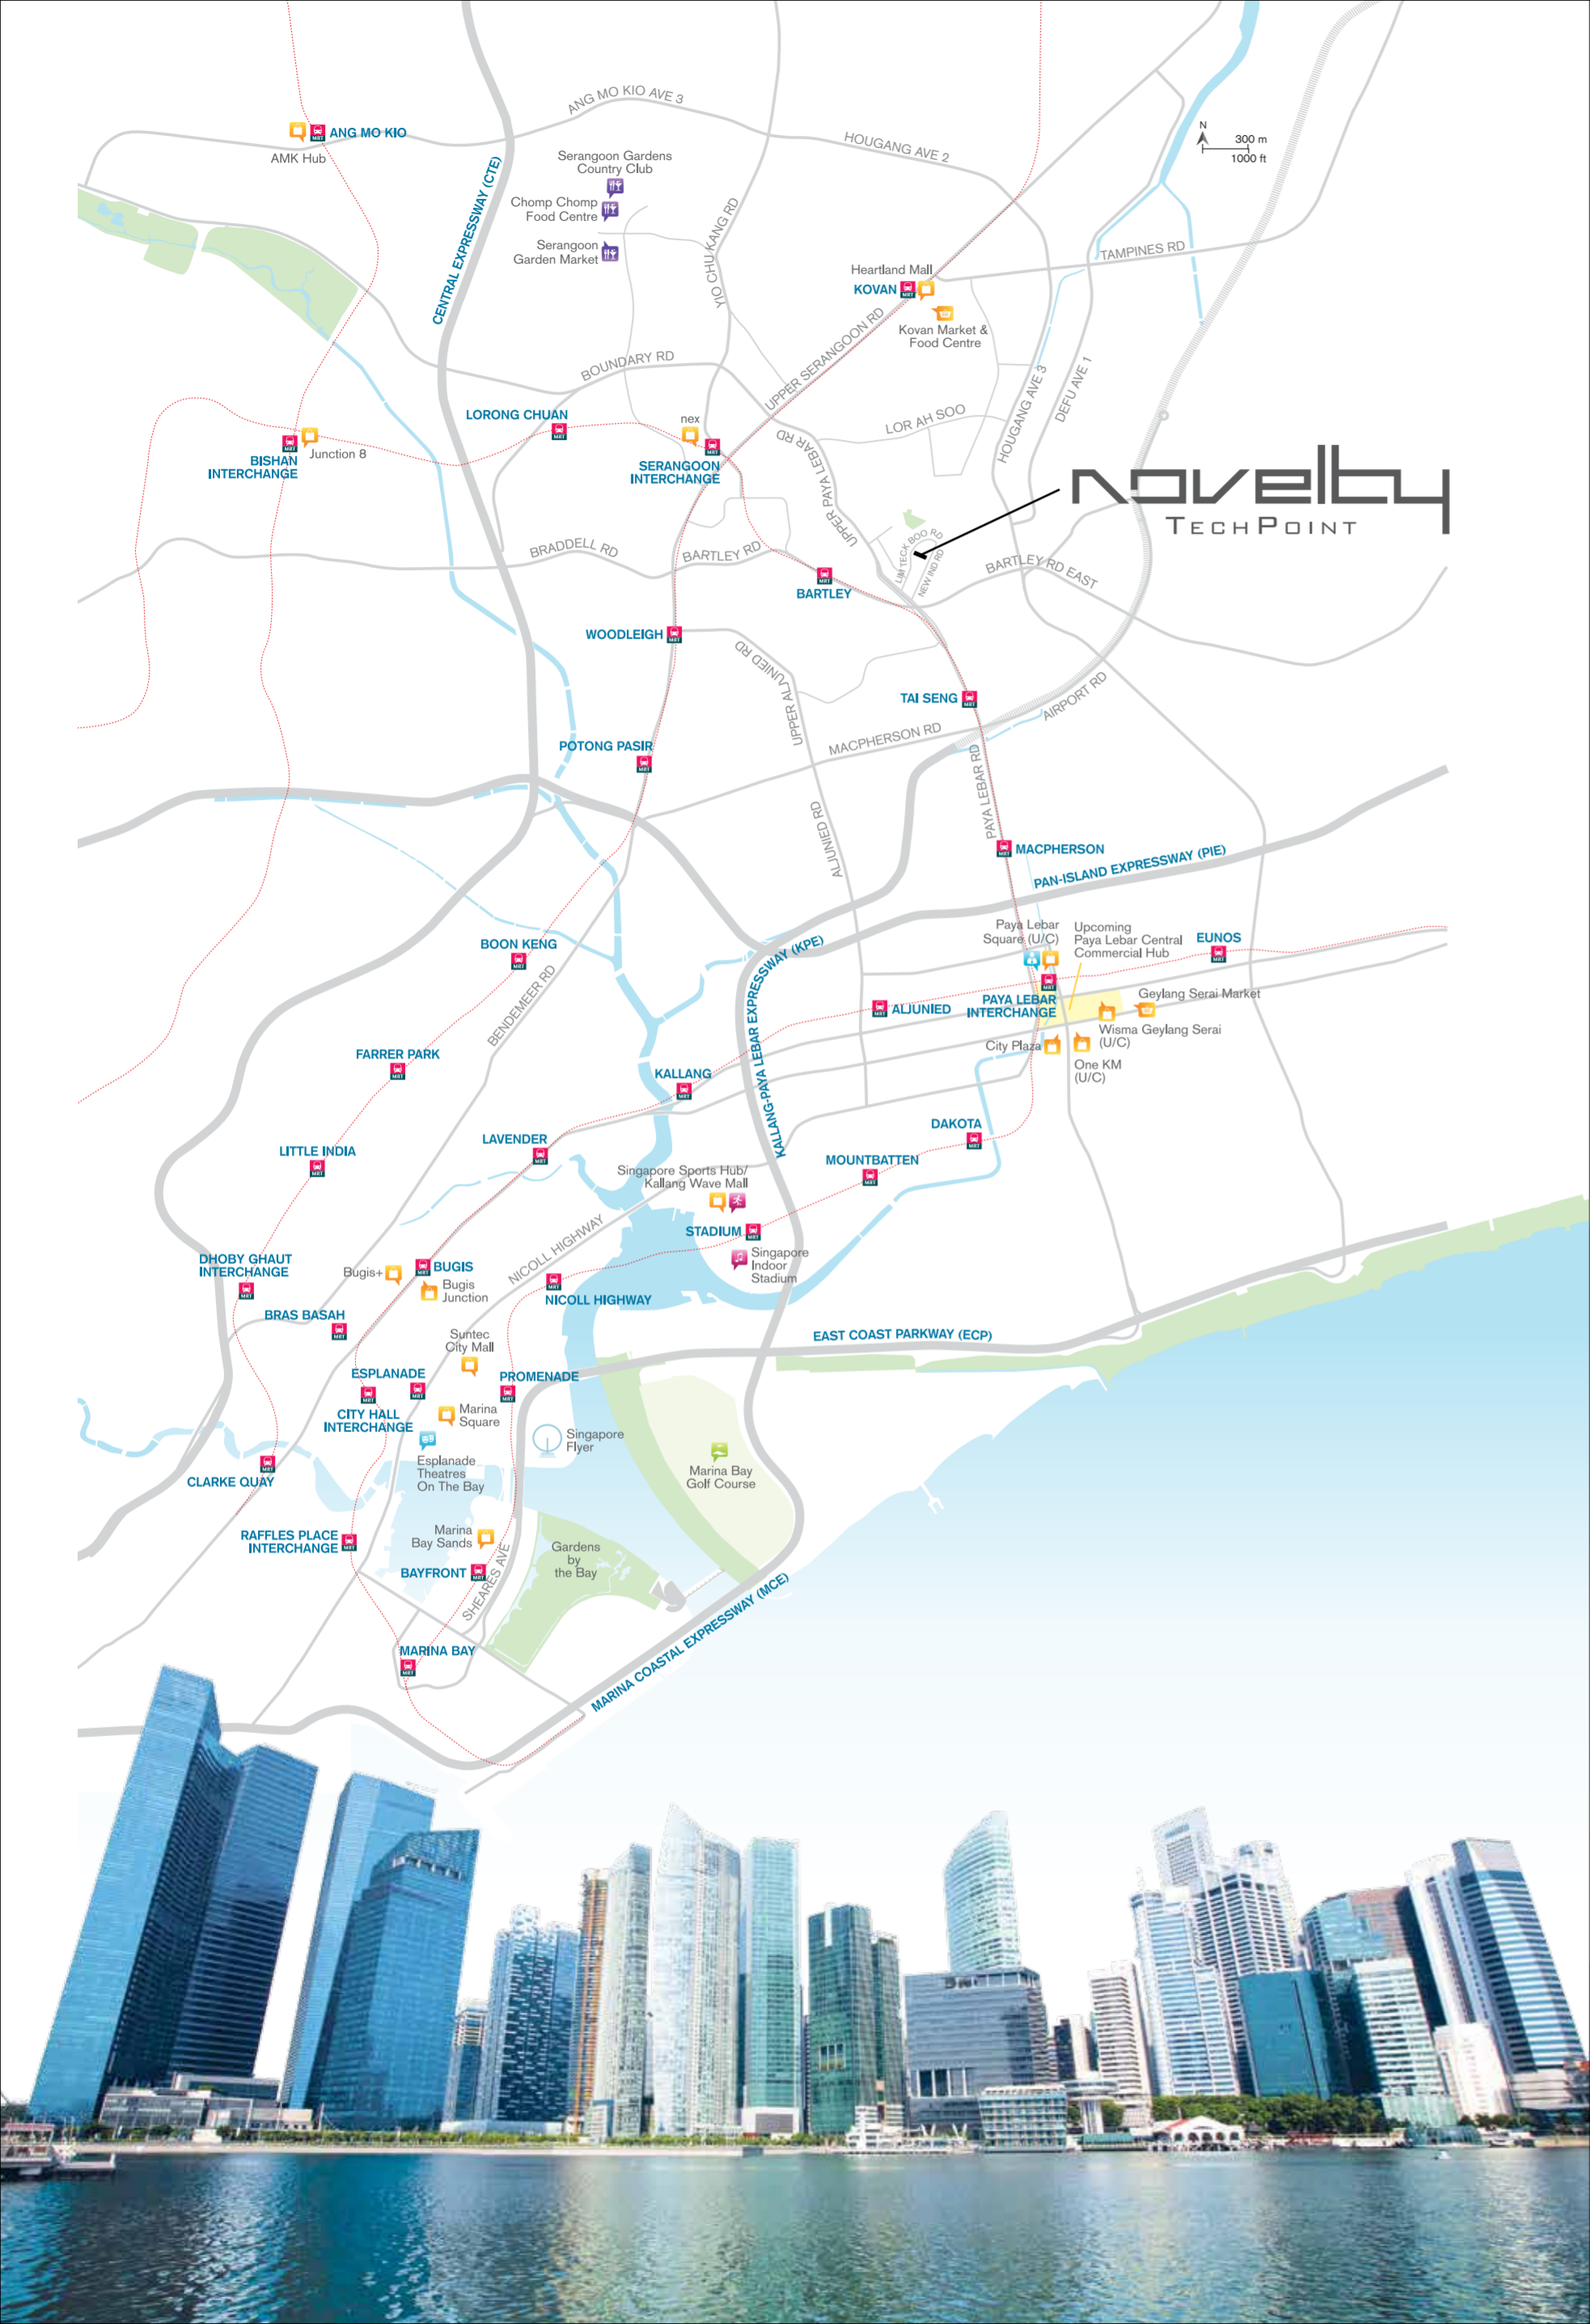 ANG MO KIO AVE 3
ANG MO KIO
AMK Hub
HOUGANG AVE 2
N
300 m
1000 ft
CENTRAL EXPRESSWAY (CTE)
Serangoon Gardens
Country Club
Chomp Chomp
Food Centre
Serangoon
Garden Market
YIO CHU KANG RD
TAMPINES RD
Heartland Mall
KOVAN
Kovan Market &
Food Centre
UPPER SERANGOON RD
BOUNDARY RD
HOUGANG AVE 3
DEFU AVE 1
LORONG CHUAN
nex
LOR AH SOO
BISHAN
INTERCHANGE
Junction 8
SERANGOON
INTERCHANGE
UPPER PAYA LEBAR RD
novelty
TECHPOINT
LIM TECK BOO RD
NEW IND RD
BRADDELL RD
BARTLEY RD
BARTLEY RD EAST
BARTLEY
WOODLEIGH
UPPER ALJUNIED RD
TAI SENG
AIRPORT RD
POTONG PASIR
MACPHERSON RD
PAYA LEBAR RD
ALJUNIED RD
MACPHERSON
PAN-ISLAND EXPRESSWAY (PIE)
BOON KENG
BENDEMEER RD
KALLANG-PAYA LEBAR EXPRESSWAY (KPE)
Paya Lebar
Square (U/C)
Upcoming
Paya Lebar Central
Commercial Hub
EUNOS
ALJUNIED
PAYA LEBAR
INTERCHANGE
Geylang Serai Market
Wisma Geylang Serai
(U/C)
City Plaza
One KM
(U/C)
FARRER PARK
KALLANG
LAVENDER
DAKOTA
LITTLE INDIA
MOUNTBATTEN
Singapore Sports Hub/
Kallang Wave Mall
STADIUM
Singapore
Indoor
Stadium
NICOLL HIGHWAY
DHOBY GHAUT
INTERCHANGE
Bugis+
BUGIS
Bugis
Junction
NICOLL HIGHWAY
BRAS BASAH
Suntec
City Mall
EAST COAST PARKWAY (ECP)
ESPLANADE
PROMENADE
CITY HALL
INTERCHANGE
Marina
Square
Singapore
Flyer
Esplanade
Theatres
On The Bay
Marina Bay
Golf Course
CLARKE QUAY
RAFFLES PLACE
INTERCHANGE
Marina
Bay Sands
BAYFRONT
SHEARES AVE
Gardens
by
the Bay
MARINA BAY
MARINA COASTAL EXPRESSWAY (MCE)